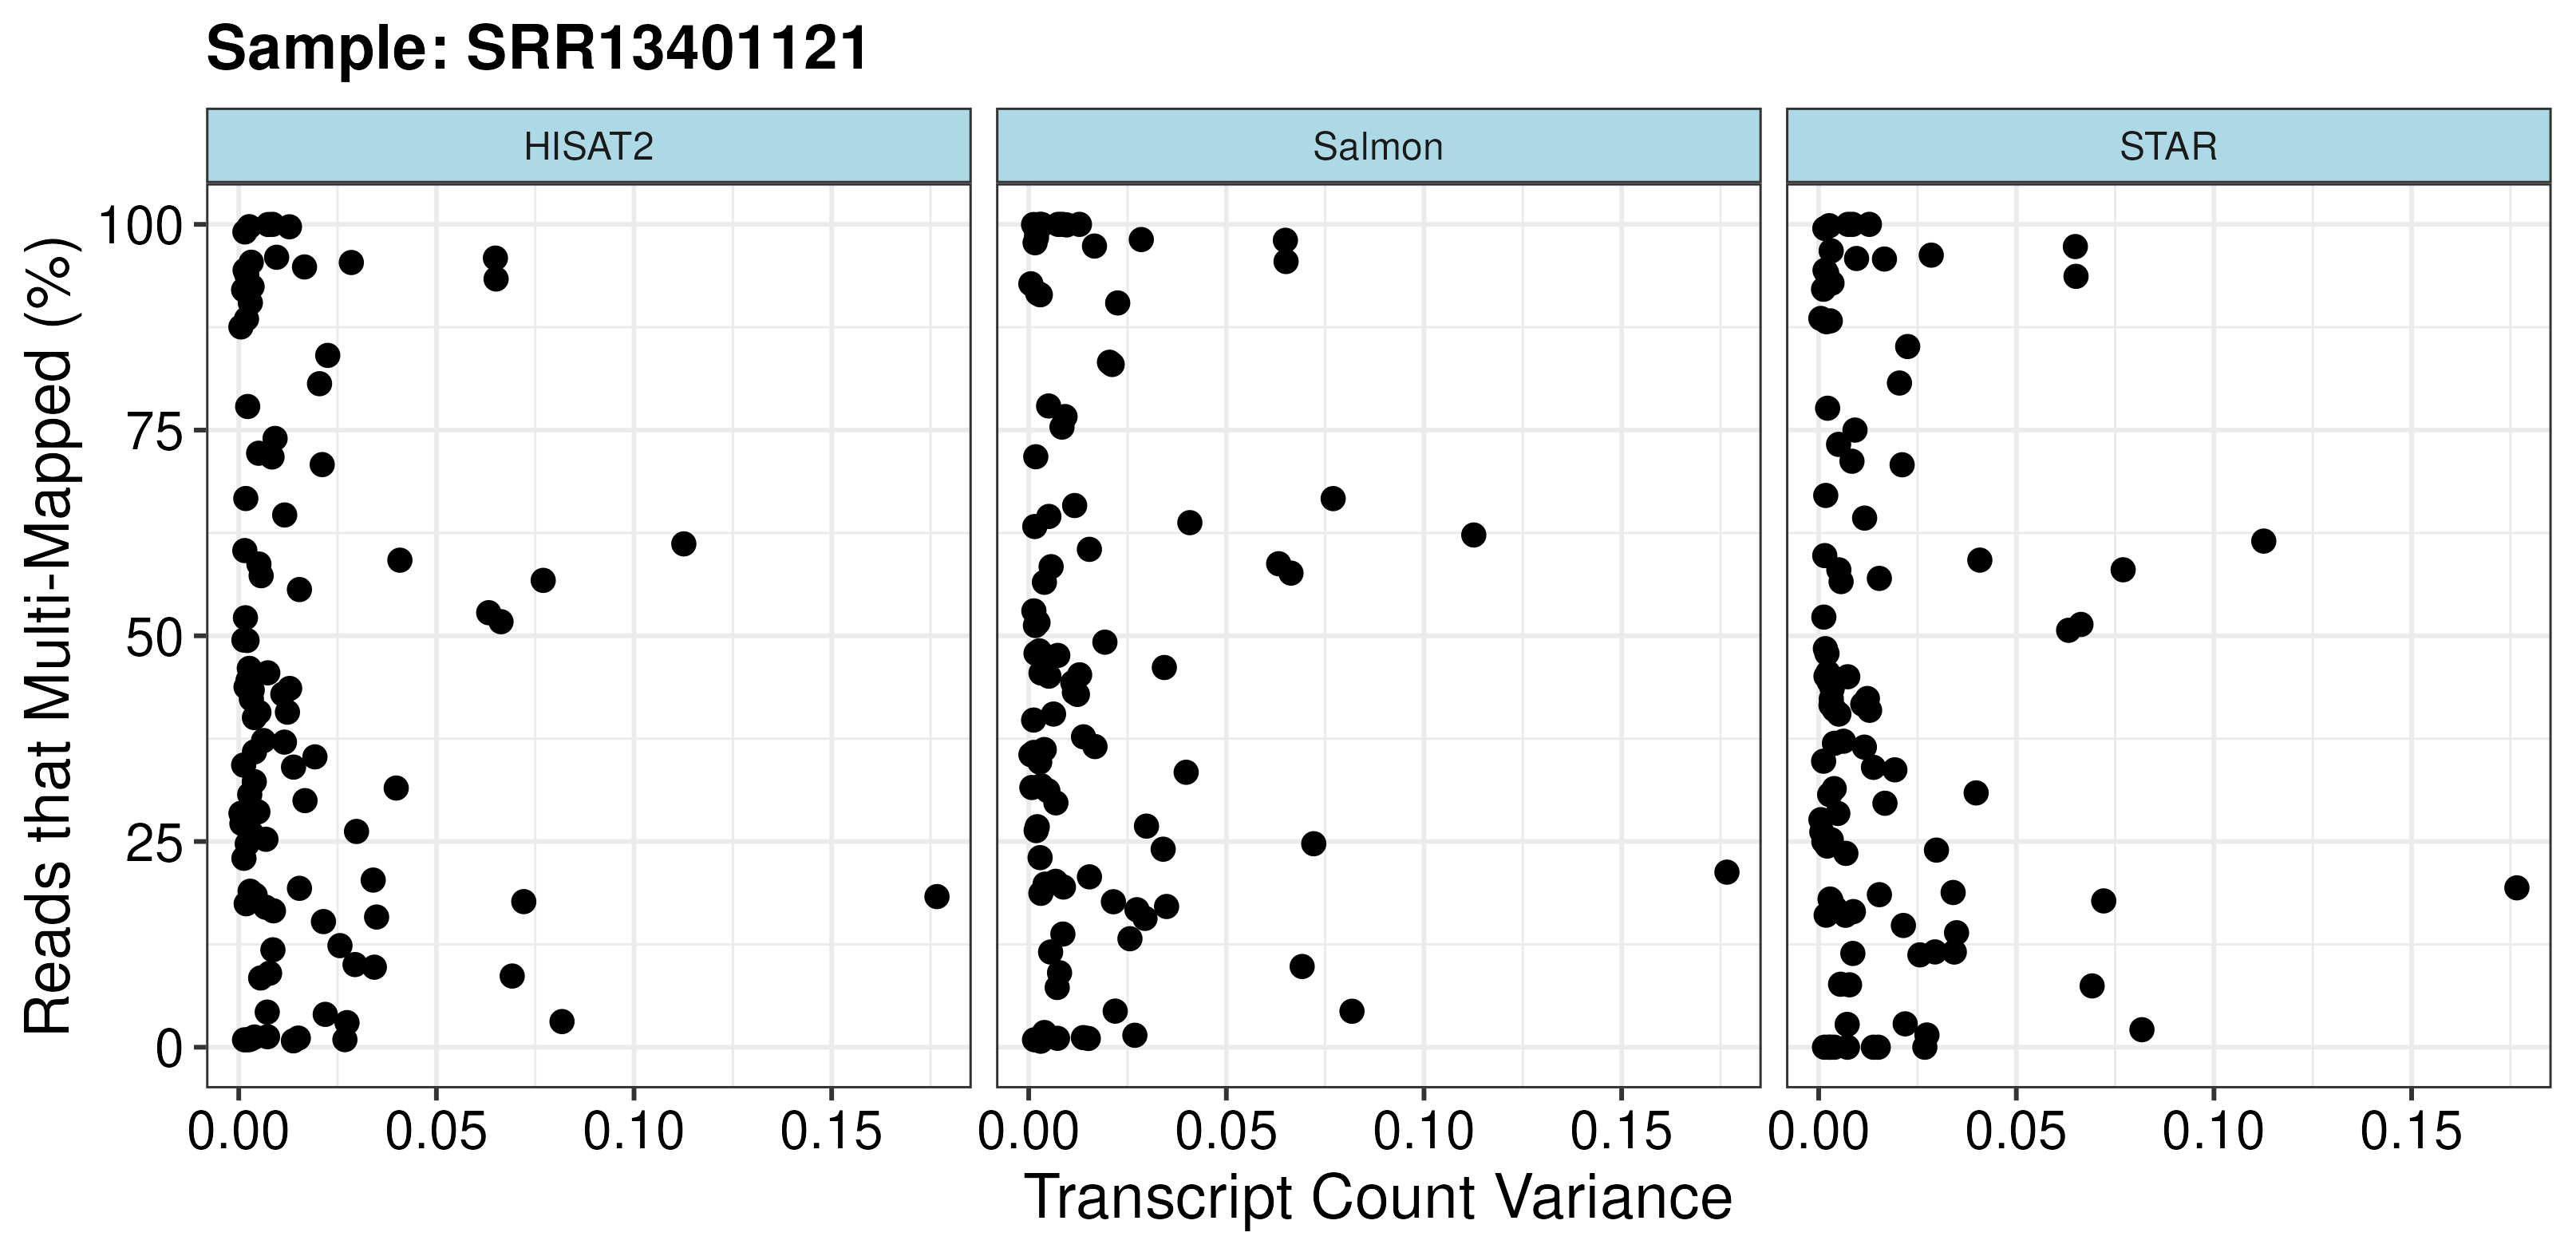 Sample: SRR13401121
HISAT2 Salmon STAR
Reads that Multi-Mapped (%)
100
75
50
25
0
0.00 0.05 0.10 0.15 0.00 0.05 0.10 0.15 0.00 0.05 0.10 0.15
Transcript Count Variance